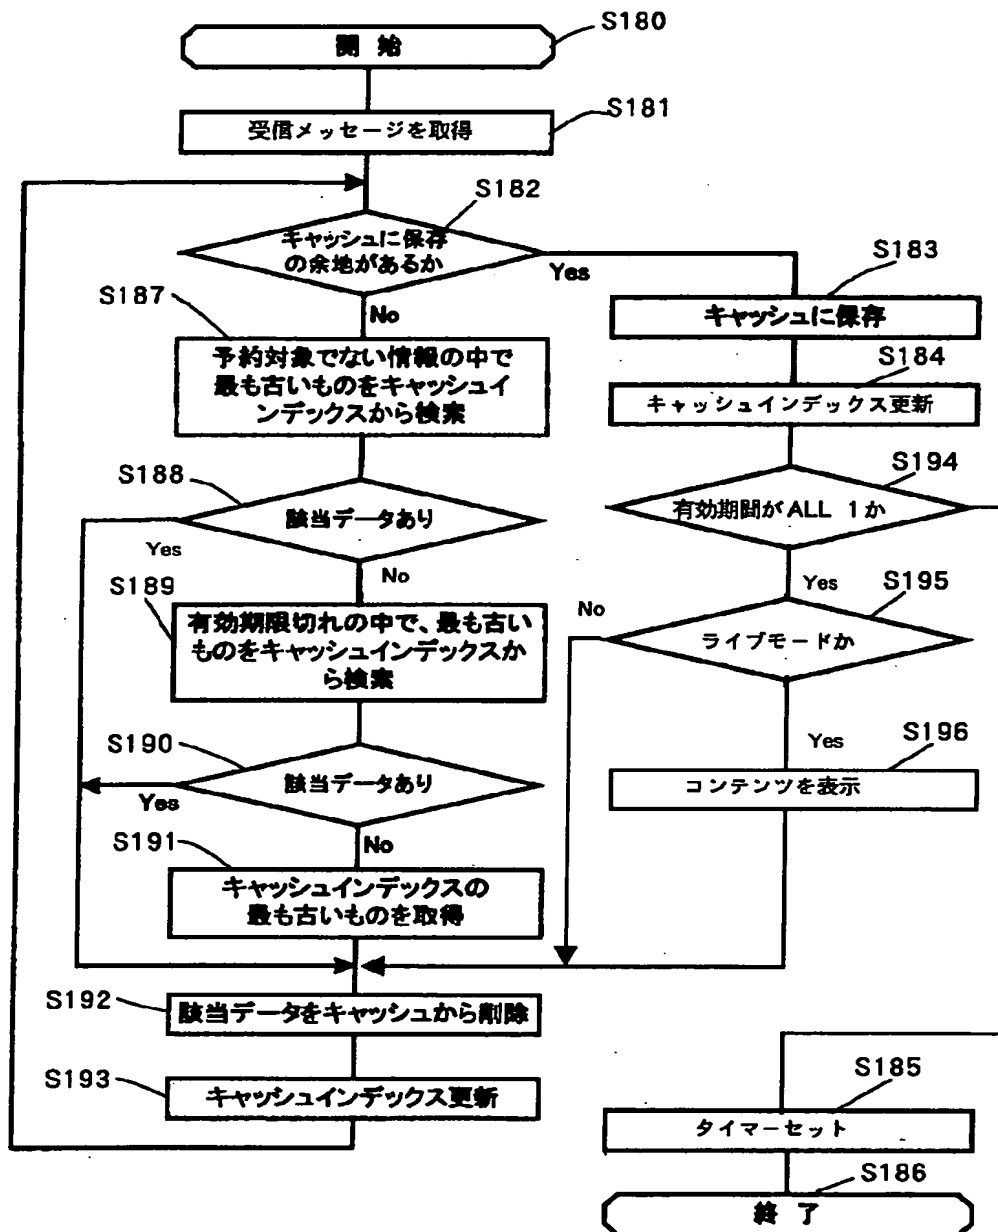 S180
開 始
S181
受信メッセージを取得
S182
キャッシュに保存
の余地があるか
Yes
No
S183
キャッシュに保存
S184
キャッシュインデックス更新
S187
予約対象でない情報の中で
最も古いものをキャッシュイ
ンデックスから検索
S188
該当データあり
Yes
No
S194
有効期間がALL 1か
Yes
S189
有効期限切れの中で、最も古い
ものをキャッシュインデックスか
ら検索
S195
No
ライブモードか
Yes
S190
該当データあり
Yes
No
S196
コンテンツを表示
S191
キャッシュインデックスの
最も古いものを取得
S192
該当データをキャッシュから削除
S193
キャッシュインデックス更新
S185
タイマーセット
S186
終 了